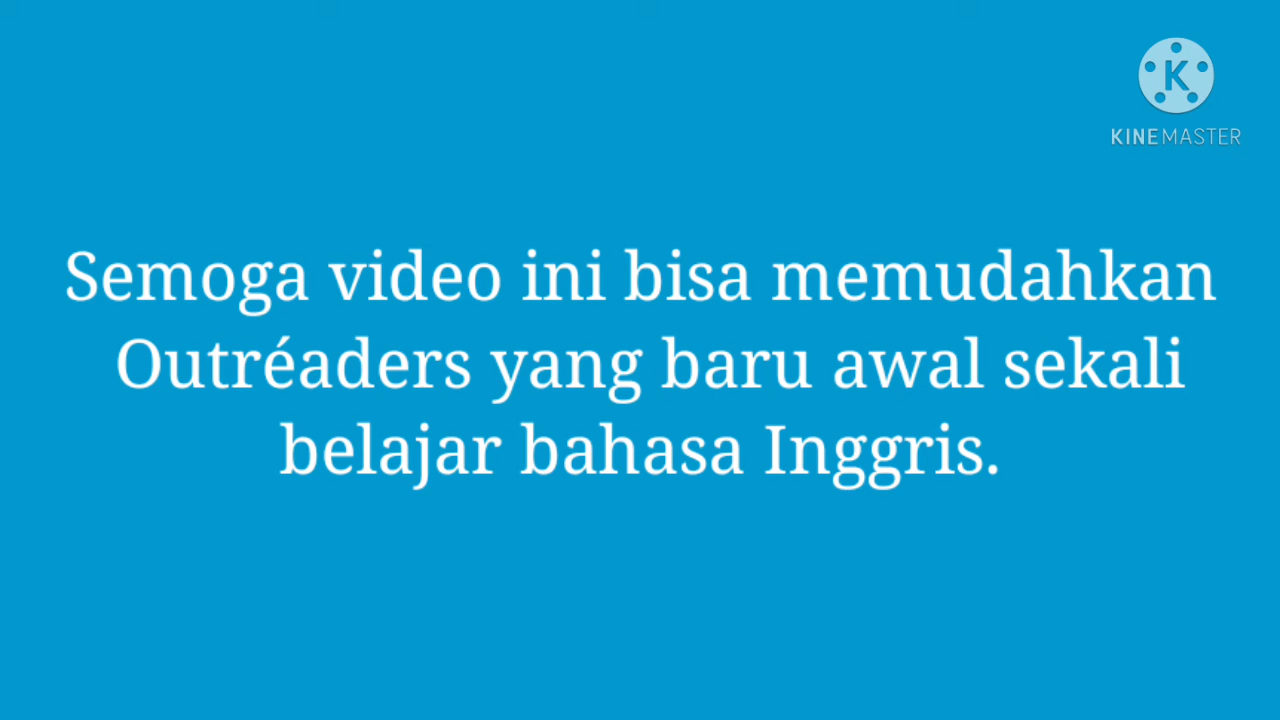 K
KINEMASTER
Semoga video ini bisa memudahkan
Outréaders yang baru awal sekali
belajar bahasa Inggris.